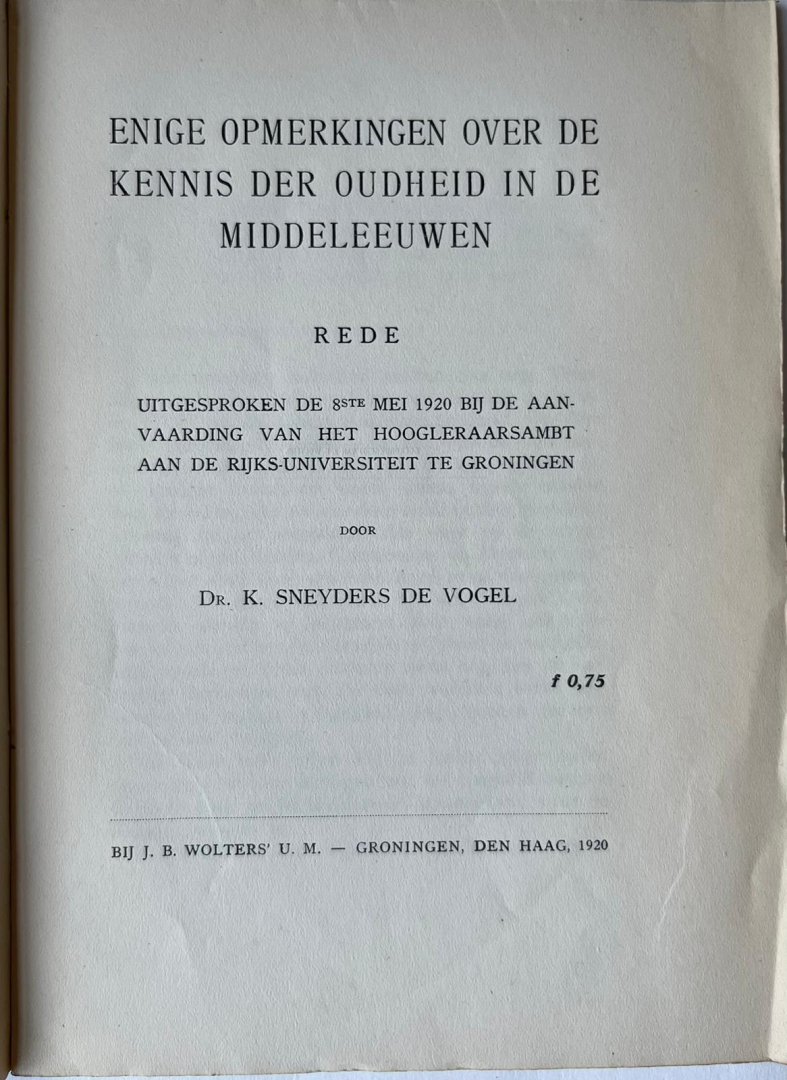 ENIGE OPMERKINGEN OVER DE
KENNIS DER OUDHEID IN DE
MIDDELEEUWEN
REDE
UITGESPROKEN DE 8STE MEI 1920 BIJ DE AAN-
VAARDING VAN HET HOOGLERAARSAMBT
AAN DE RIJKS-UNIVERSITEIT TE GRONINGEN
DOOR
DR. K. SNEYDERS DE VOGEL
f 0,75
BIJ J. B. WOLTERS' U. M. — GRONINGEN, DEN HAAG, 1920